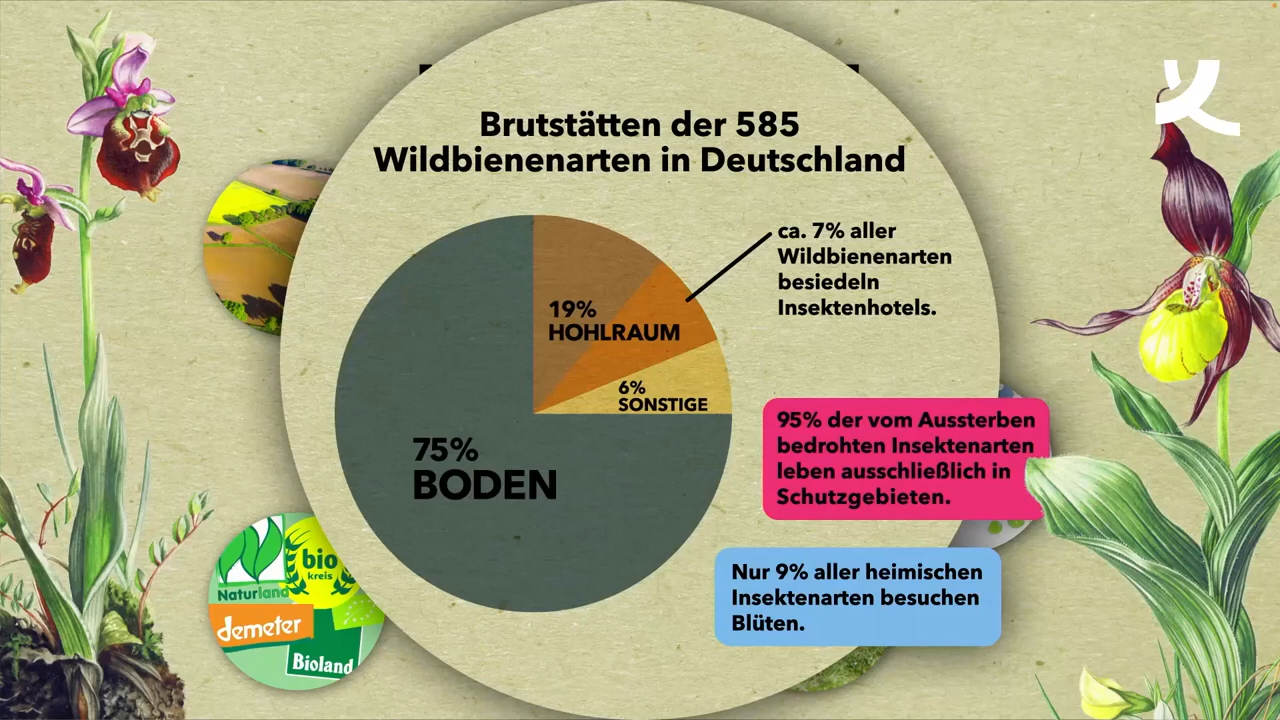 Brutstätten der 585
Wildbienenarten in Deutschland
ca. 7% aller
Wildbienenarten
besiedeln
Insektenhotels.
19%
HOHLRAUM
6%
SONSTIGE
75%
BODEN
95% der vom Aussterben
bedrohten Insektenarten
leben ausschließlich in
Schutzgebieten.
Nur 9% aller heimischen
Insektenarten besuchen
Blüten.
bio
kreis
Naturland
demeter
Bioland